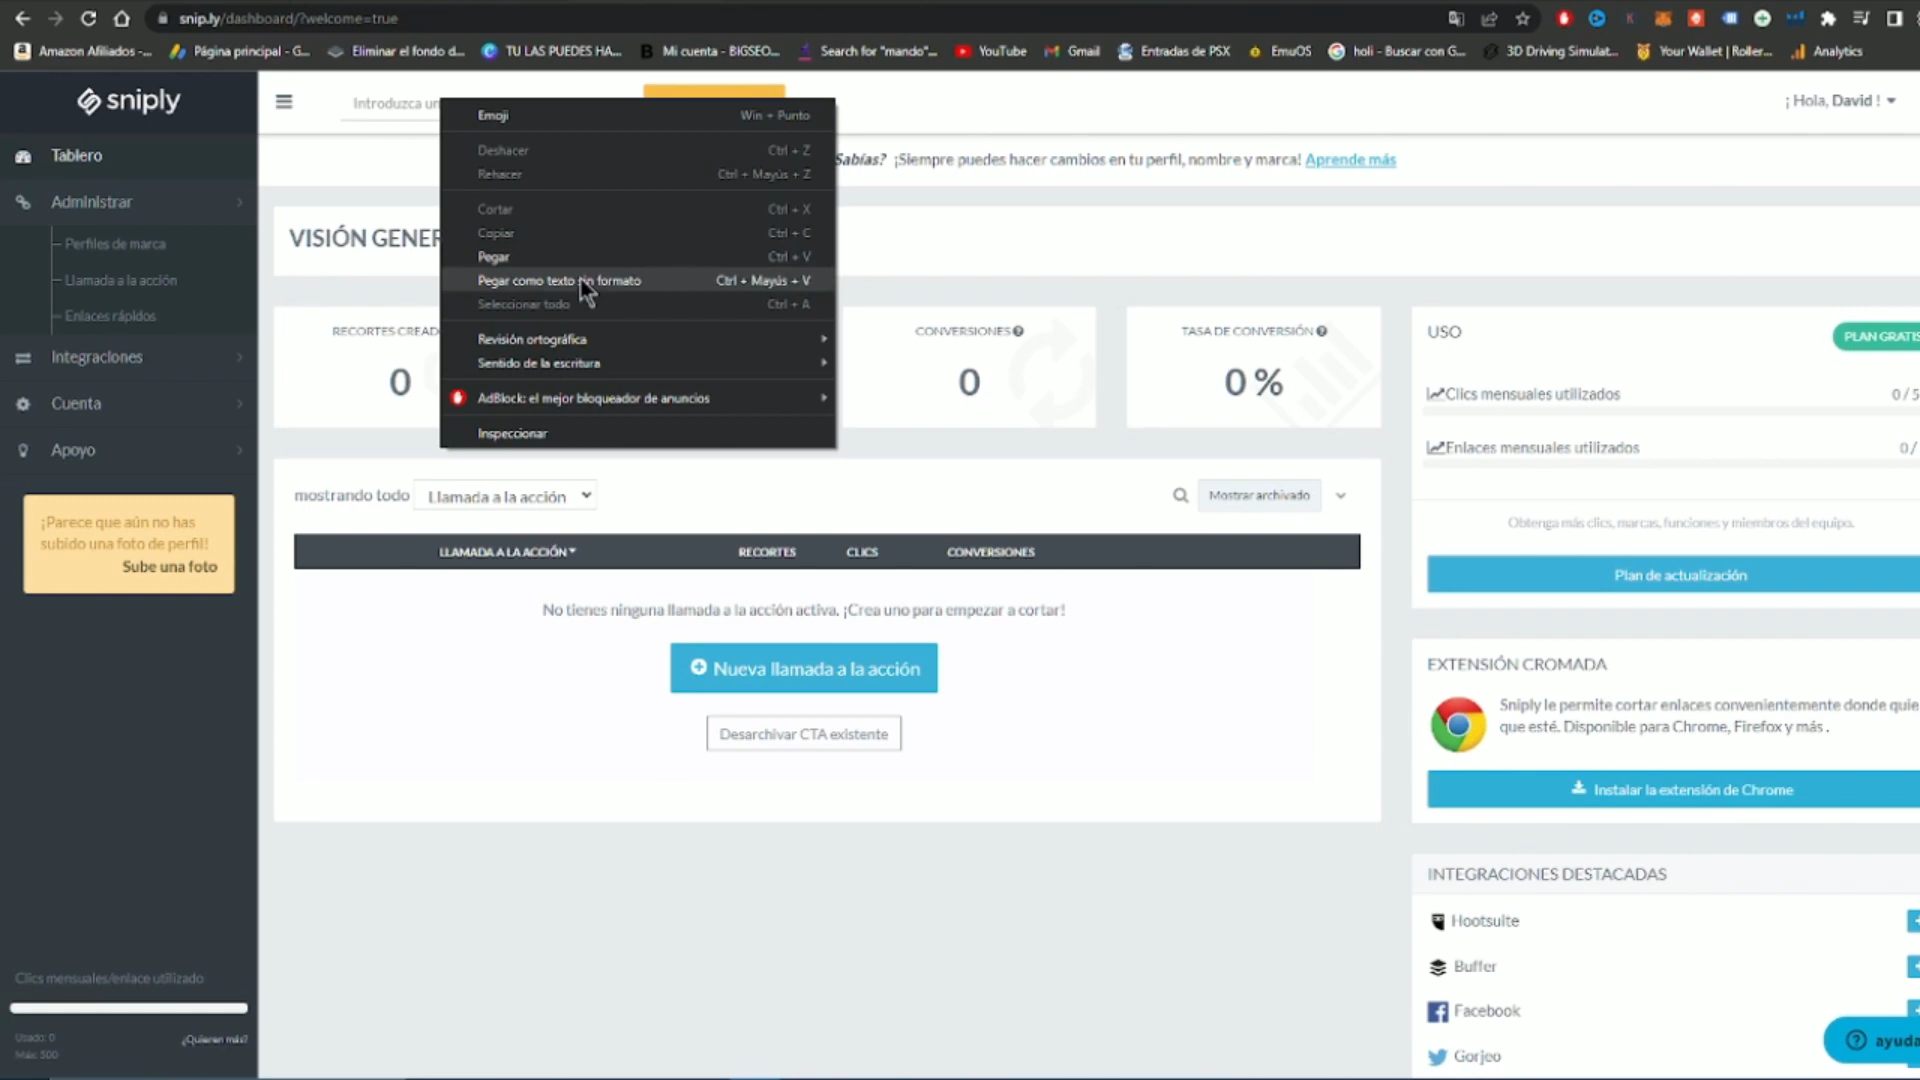 snip.ly/dashboard/?welcome=true
Amazon Afiliados -...
Página principal - G...
Eliminar el fondo d...
TU LAS PUEDES HA...
Mi cuenta - BIGSEO...
Search for "mando"...
YouTube
Gmail
Entradas de PSX
EmuOS
holi - Buscar con G...
3D Driving Simulat...
Your Wallet | Roller...
Analytics
sniply
Introduzca un
¡ Hola, David !
Tablero
Administrar
Perfiles de marca
Llamada a la acción
Enlaces rápidos
Integraciones
Cuenta
Apoyo
¡Parece que aún no has
subido una foto de perfil!
Sube una foto
Clics mensuales/enlace utilizado
Usado: 0
Máx: 500
¿Quieren más?
Emoji Win + Punto
Deshacer Ctrl + Z
Rehacer Ctrl + Mayús + Z
Cortar Ctrl + X
Copiar Ctrl + C
Pegar Ctrl + V
Pegar como texto sin formato Ctrl + Mayús + V
Seleccionar todo Ctrl + A
Revisión ortográfica
Sentido de la escritura
AdBlock: el mejor bloqueador de anuncios
Inspeccionar
Sabías? ¡Siempre puedes hacer cambios en tu perfil, nombre y marca! Aprende más
VISIÓN GENER
RECORTES CREAD
0
CONVERSIONES
0
TASA DE CONVERSIÓN
0 %
mostrando todo Llamada a la acción
Mostrar archivado
LLAMADA A LA ACCIÓN RECORTES CLICS CONVERSIONES
No tienes ninguna llamada a la acción activa. ¡Crea uno para empezar a cortar!
Nueva llamada a la acción
Desarchivar CTA existente
USO
PLAN GRATIS
Clics mensuales utilizados 0 / 5
Enlaces mensuales utilizados 0 /
Obtenga más clics, marcas, funciones y miembros del equipo.
Plan de actualización
EXTENSIÓN CROMADA
Sniply le permite cortar enlaces convenientemente donde quie
que esté. Disponible para Chrome, Firefox y más .
Instalar la extensión de Chrome
INTEGRACIONES DESTACADAS
Hootsuite
Buffer
Facebook
Gorjeo
ayuda